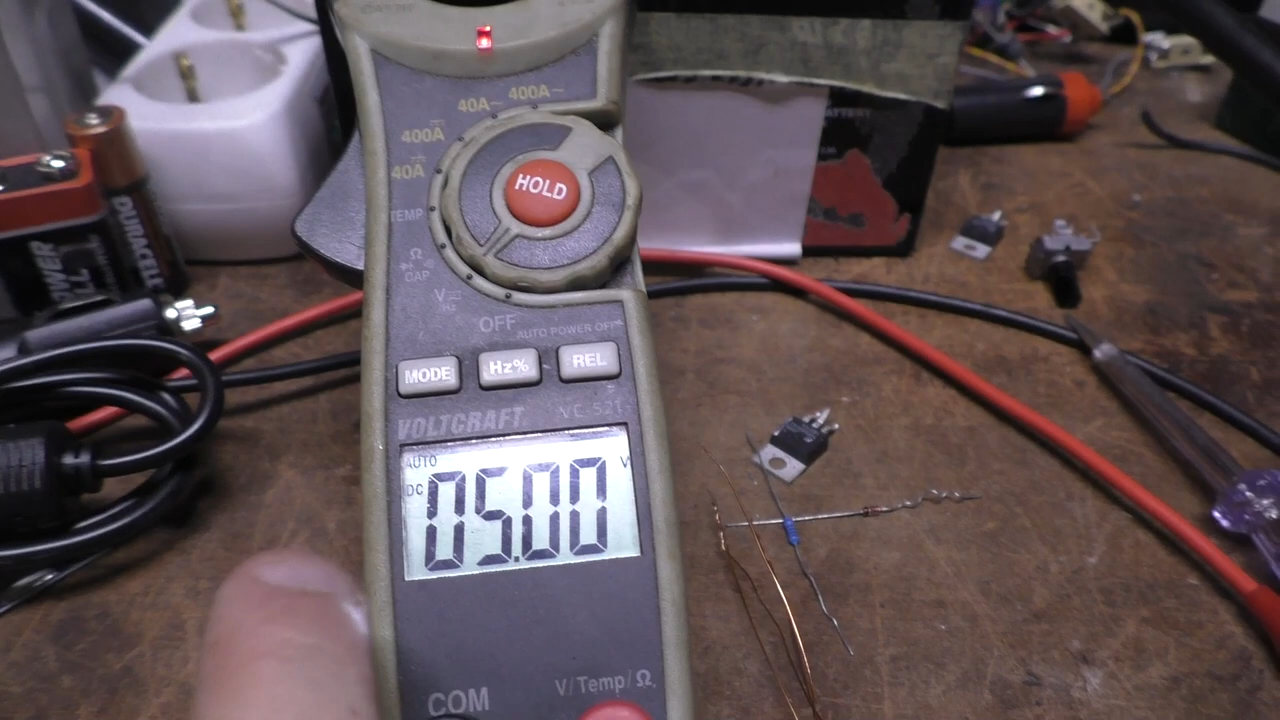 40A~ 400A~
400A
40A
HOLD
TEMP
Ω
CAP
V
Hz
OFF
AUTO POWER OFF
MODE
Hz%
REL
VOLTCRAFT
VC-521
AUTO
DC
05.00
V
COM
V/Temp/Ω
DURACELL
BATTERY